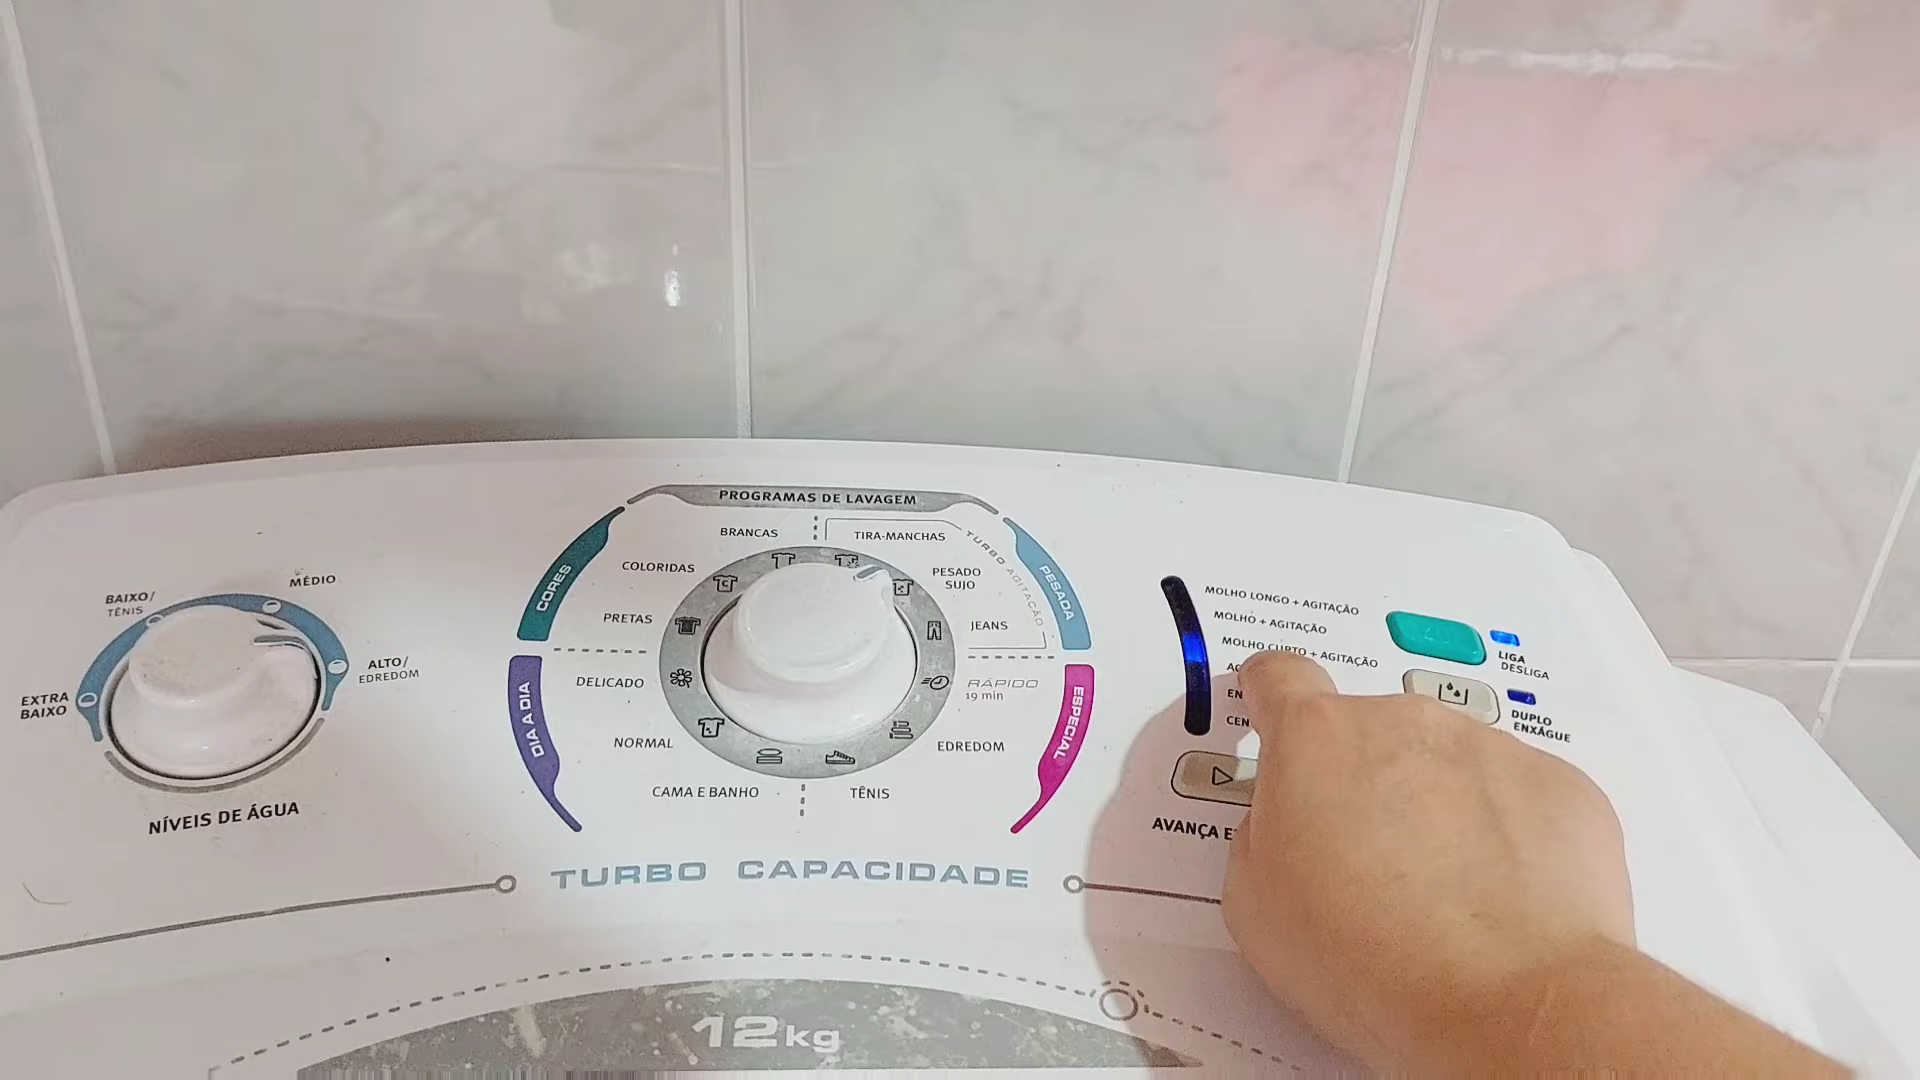 PROGRAMAS DE LAVAGEM
BRANCAS
TIRA-MANCHAS
TURBO AGITAÇÃO
COLORIDAS
PESADO
SUJO
CORES
PESADA
PRETAS
JEANS
DELICADO
RÁPIDO
19 min
DIA A DIA
ESPECIAL
NORMAL
EDREDOM
CAMA E BANHO
TÊNIS
MÉDIO
BAIXO/
TÊNIS
ALTO/
EDREDOM
EXTRA
BAIXO
NÍVEIS DE ÁGUA
MOLHO LONGO + AGITAÇÃO
MOLHO + AGITAÇÃO
MOLHO CURTO + AGITAÇÃO
LIGA
DESLIGA
DUPLO
ENXÁGUE
AVANÇA
TURBO CAPACIDADE
12kg